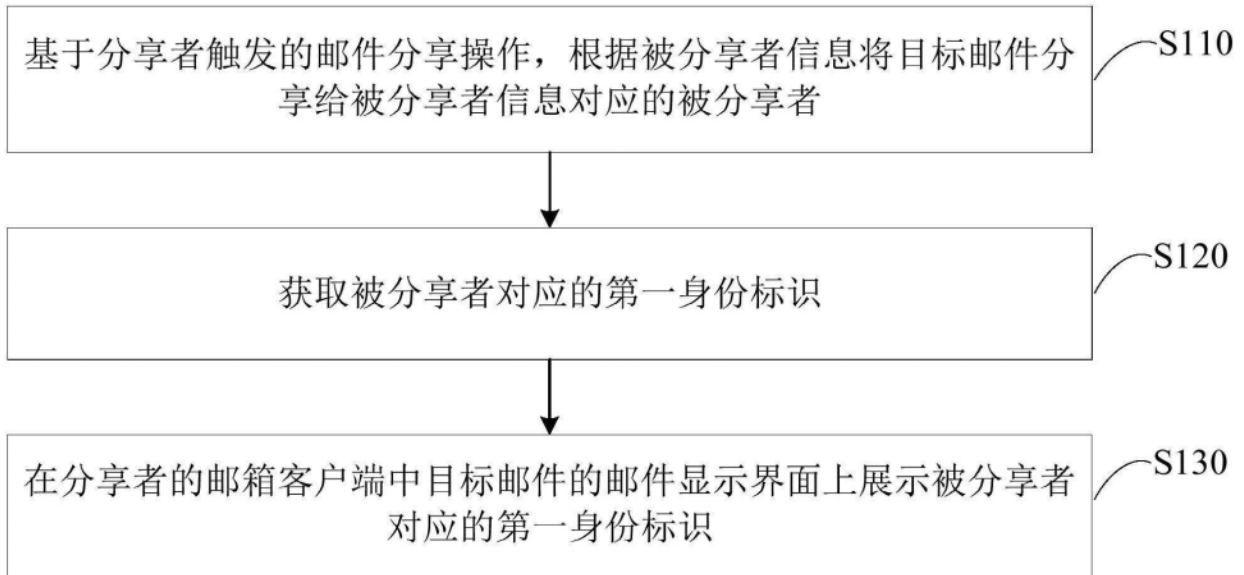 基于分享者触发的邮件分享操作，根据被分享者信息将目标邮件分
享给被分享者信息对应的被分享者
S110
获取被分享者对应的第一身份标识
S120
在分享者的邮箱客户端中目标邮件的邮件显示界面上展示被分享者
对应的第一身份标识
S130